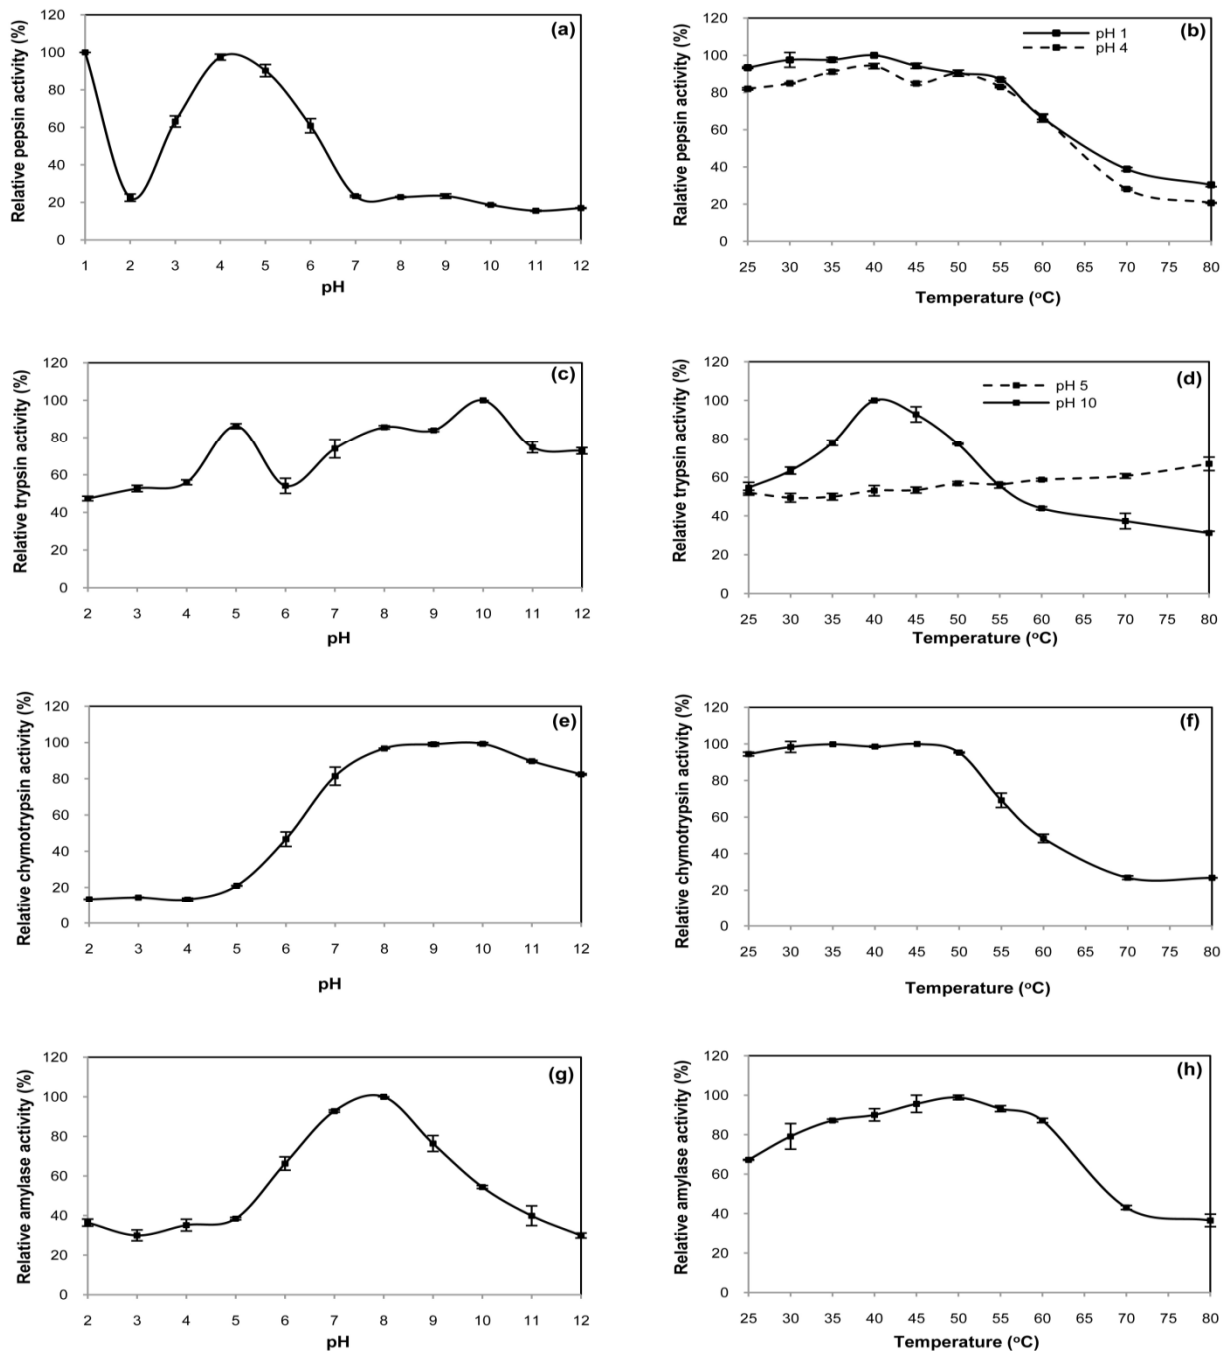 (a)
Relative pepsin activity (%)
120
100
80
60
40
20
0
1 2 3 4 5 6 7 8 9 10 11 12
pH
(b)
pH 1
pH 4
Ralative pepsin activity (%)
120
100
80
60
40
20
0
25 30 35 40 45 50 55 60 65 70 75 80
Temperature (°C)
(c)
Relative trypsin activity (%)
120
100
80
60
40
20
0
2 3 4 5 6 7 8 9 10 11 12
pH
(d)
pH 5
pH 10
Relative trypsin activity (%)
120
100
80
60
40
20
0
25 30 35 40 45 50 55 60 65 70 75 80
Temperature (°C)
(e)
Relative chymotrypsin activity (%)
120
100
80
60
40
20
0
2 3 4 5 6 7 8 9 10 11 12
pH
(f)
Relative chymotrypsin activity (%)
120
100
80
60
40
20
0
25 30 35 40 45 50 55 60 65 70 75 80
Temperature (°C)
(g)
Relative amylase activity (%)
120
100
80
60
40
20
0
2 3 4 5 6 7 8 9 10 11 12
pH
(h)
Relative amylase activity (%)
120
100
80
60
40
20
0
25 30 35 40 45 50 55 60 65 70 75 80
Temperature (°C)